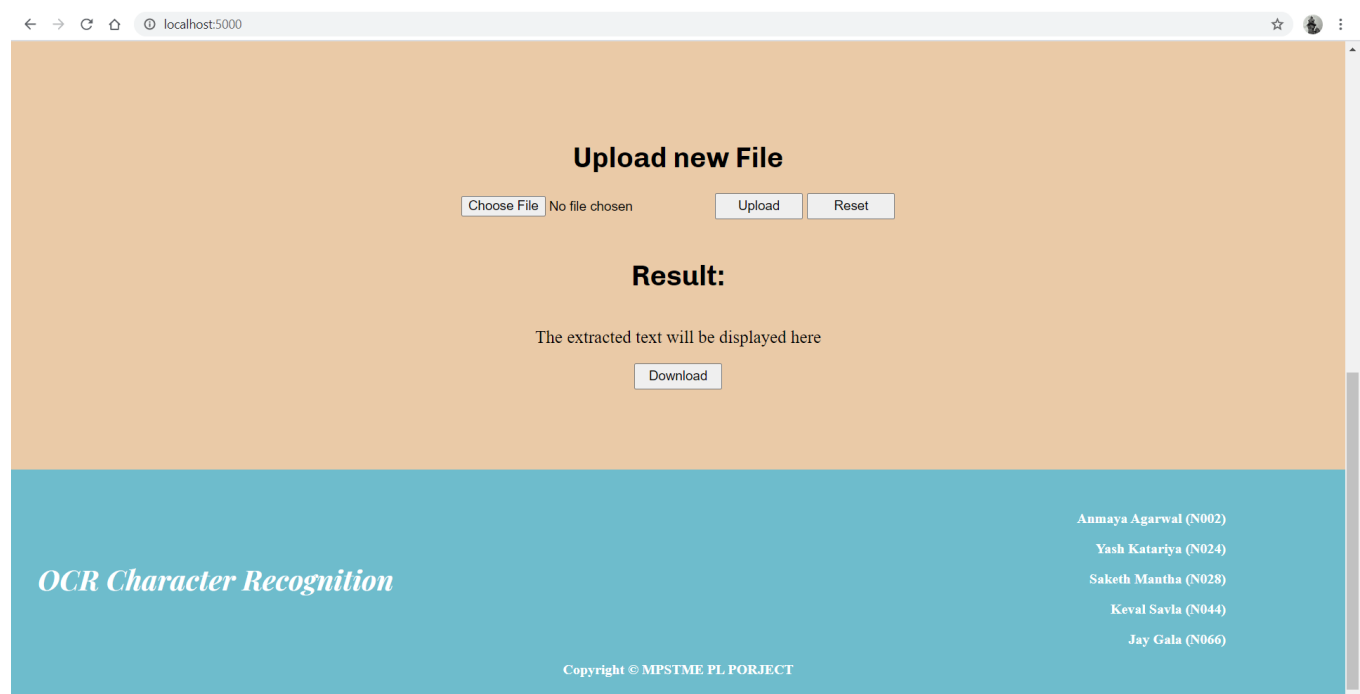 localhost:5000
Upload new File
Choose File No file chosen Upload Reset
Result:
The extracted text will be displayed here
Download
OCR Character Recognition
Anmaya Agarwal (N002)
Yash Katariya (N024)
Saketh Mantha (N028)
Keval Savla (N044)
Jay Gala (N066)
Copyright © MPSTME PL PORJECT